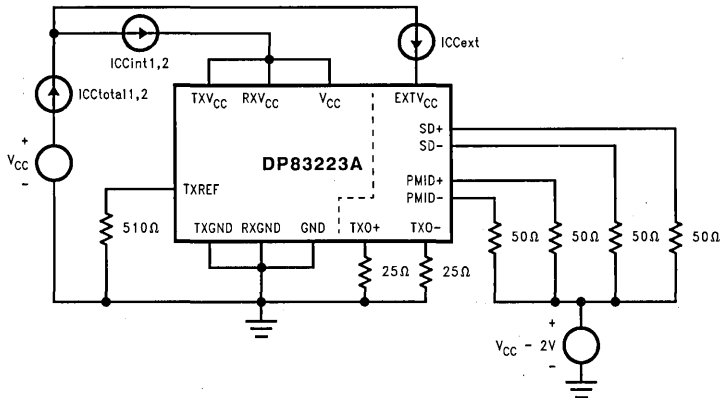 ICCext
ICCint1,2
ICCtotal1,2
TXVCC RXVCC VCC EXTVCC
SD+
SD-
+
VCC
-
DP83223A
TXREF
PMID+
PMID-
510Ω
TXGND RXGND GND TXO+ TXO-
50Ω 50Ω 50Ω 50Ω
25Ω 25Ω
+
VCC - 2V
-